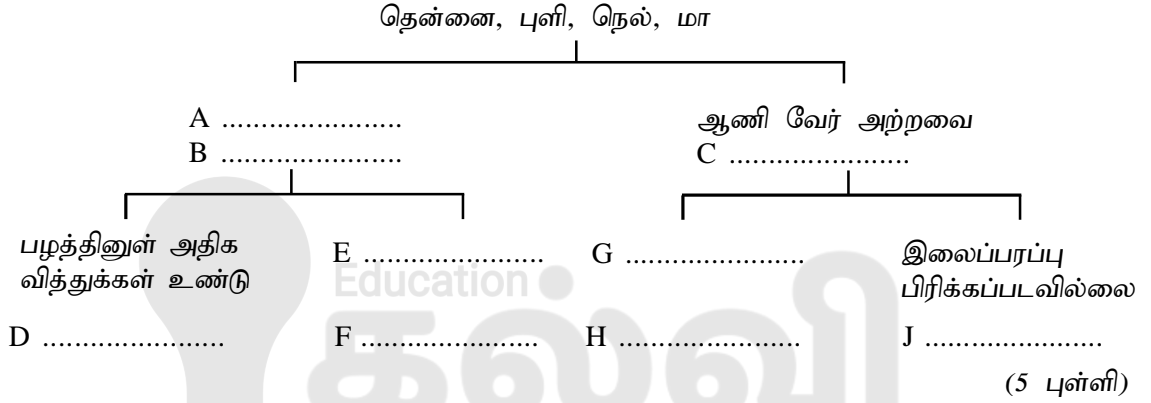 தென்னை, புளி, நெல், மா
A .......................
ஆணி வேர் அற்றவை
B .......................
C .......................
பழத்தினுள் அதிக
வித்துக்கள் உண்டு
E .......................
G .......................
இலைப்பரப்பு
பிரிக்கப்படவில்லை
D .......................
F .......................
H .......................
J .......................
(5 புள்ளி)
Education
கல்வி